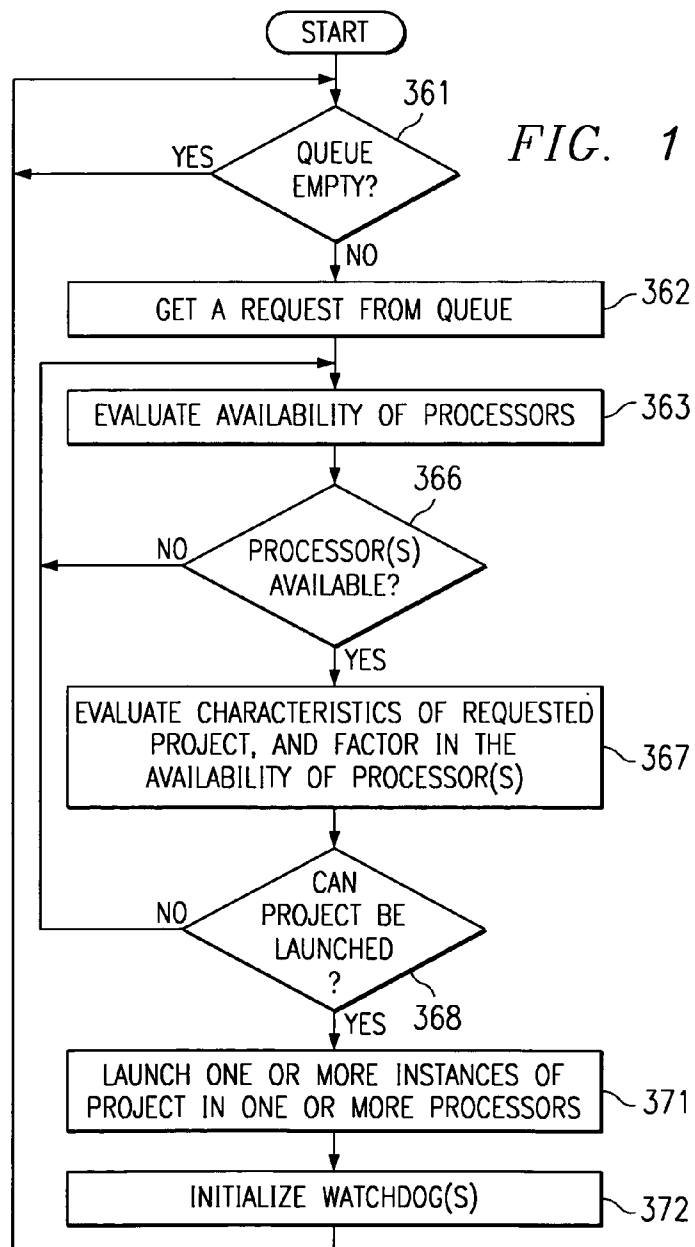 START
361
FIG. 1
YES
QUEUE
EMPTY?
NO
GET A REQUEST FROM QUEUE
362
EVALUATE AVAILABILITY OF PROCESSORS
363
366
NO
PROCESSOR(S)
AVAILABLE?
YES
EVALUATE CHARACTERISTICS OF REQUESTED
PROJECT, AND FACTOR IN THE
AVAILABILITY OF PROCESSOR(S)
367
NO
CAN
PROJECT BE
LAUNCHED
?
368
YES
LAUNCH ONE OR MORE INSTANCES OF
PROJECT IN ONE OR MORE PROCESSORS
371
INITIALIZE WATCHDOG(S)
372